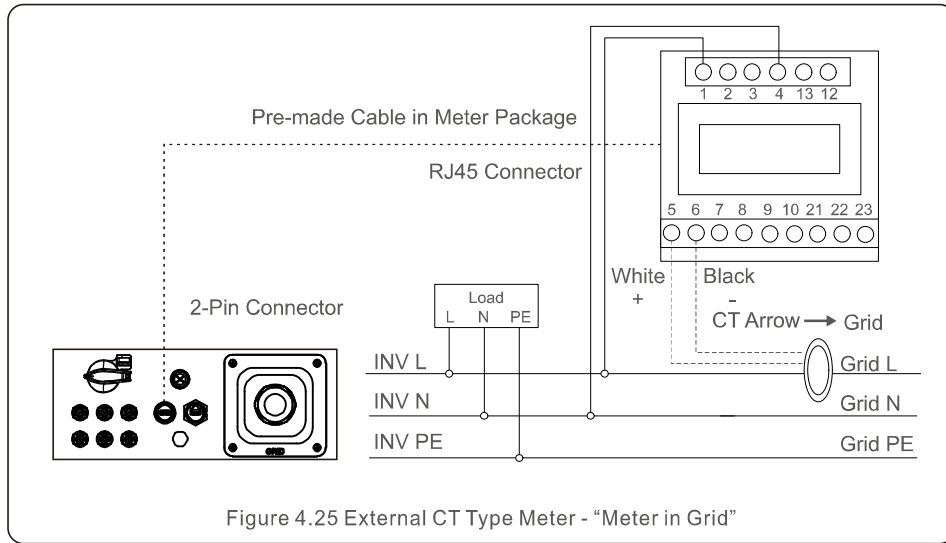 1 2 3 4 13 12
Pre-made Cable in Meter Package
RJ45 Connector
5 6 7 8 9 10 21 22 23
White Black
+ -
2-Pin Connector
Load
L N PE
CT Arrow → Grid
INV L Grid L
INV N Grid N
INV PE Grid PE
GRID
Figure 4.25 External CT Type Meter - “Meter in Grid”